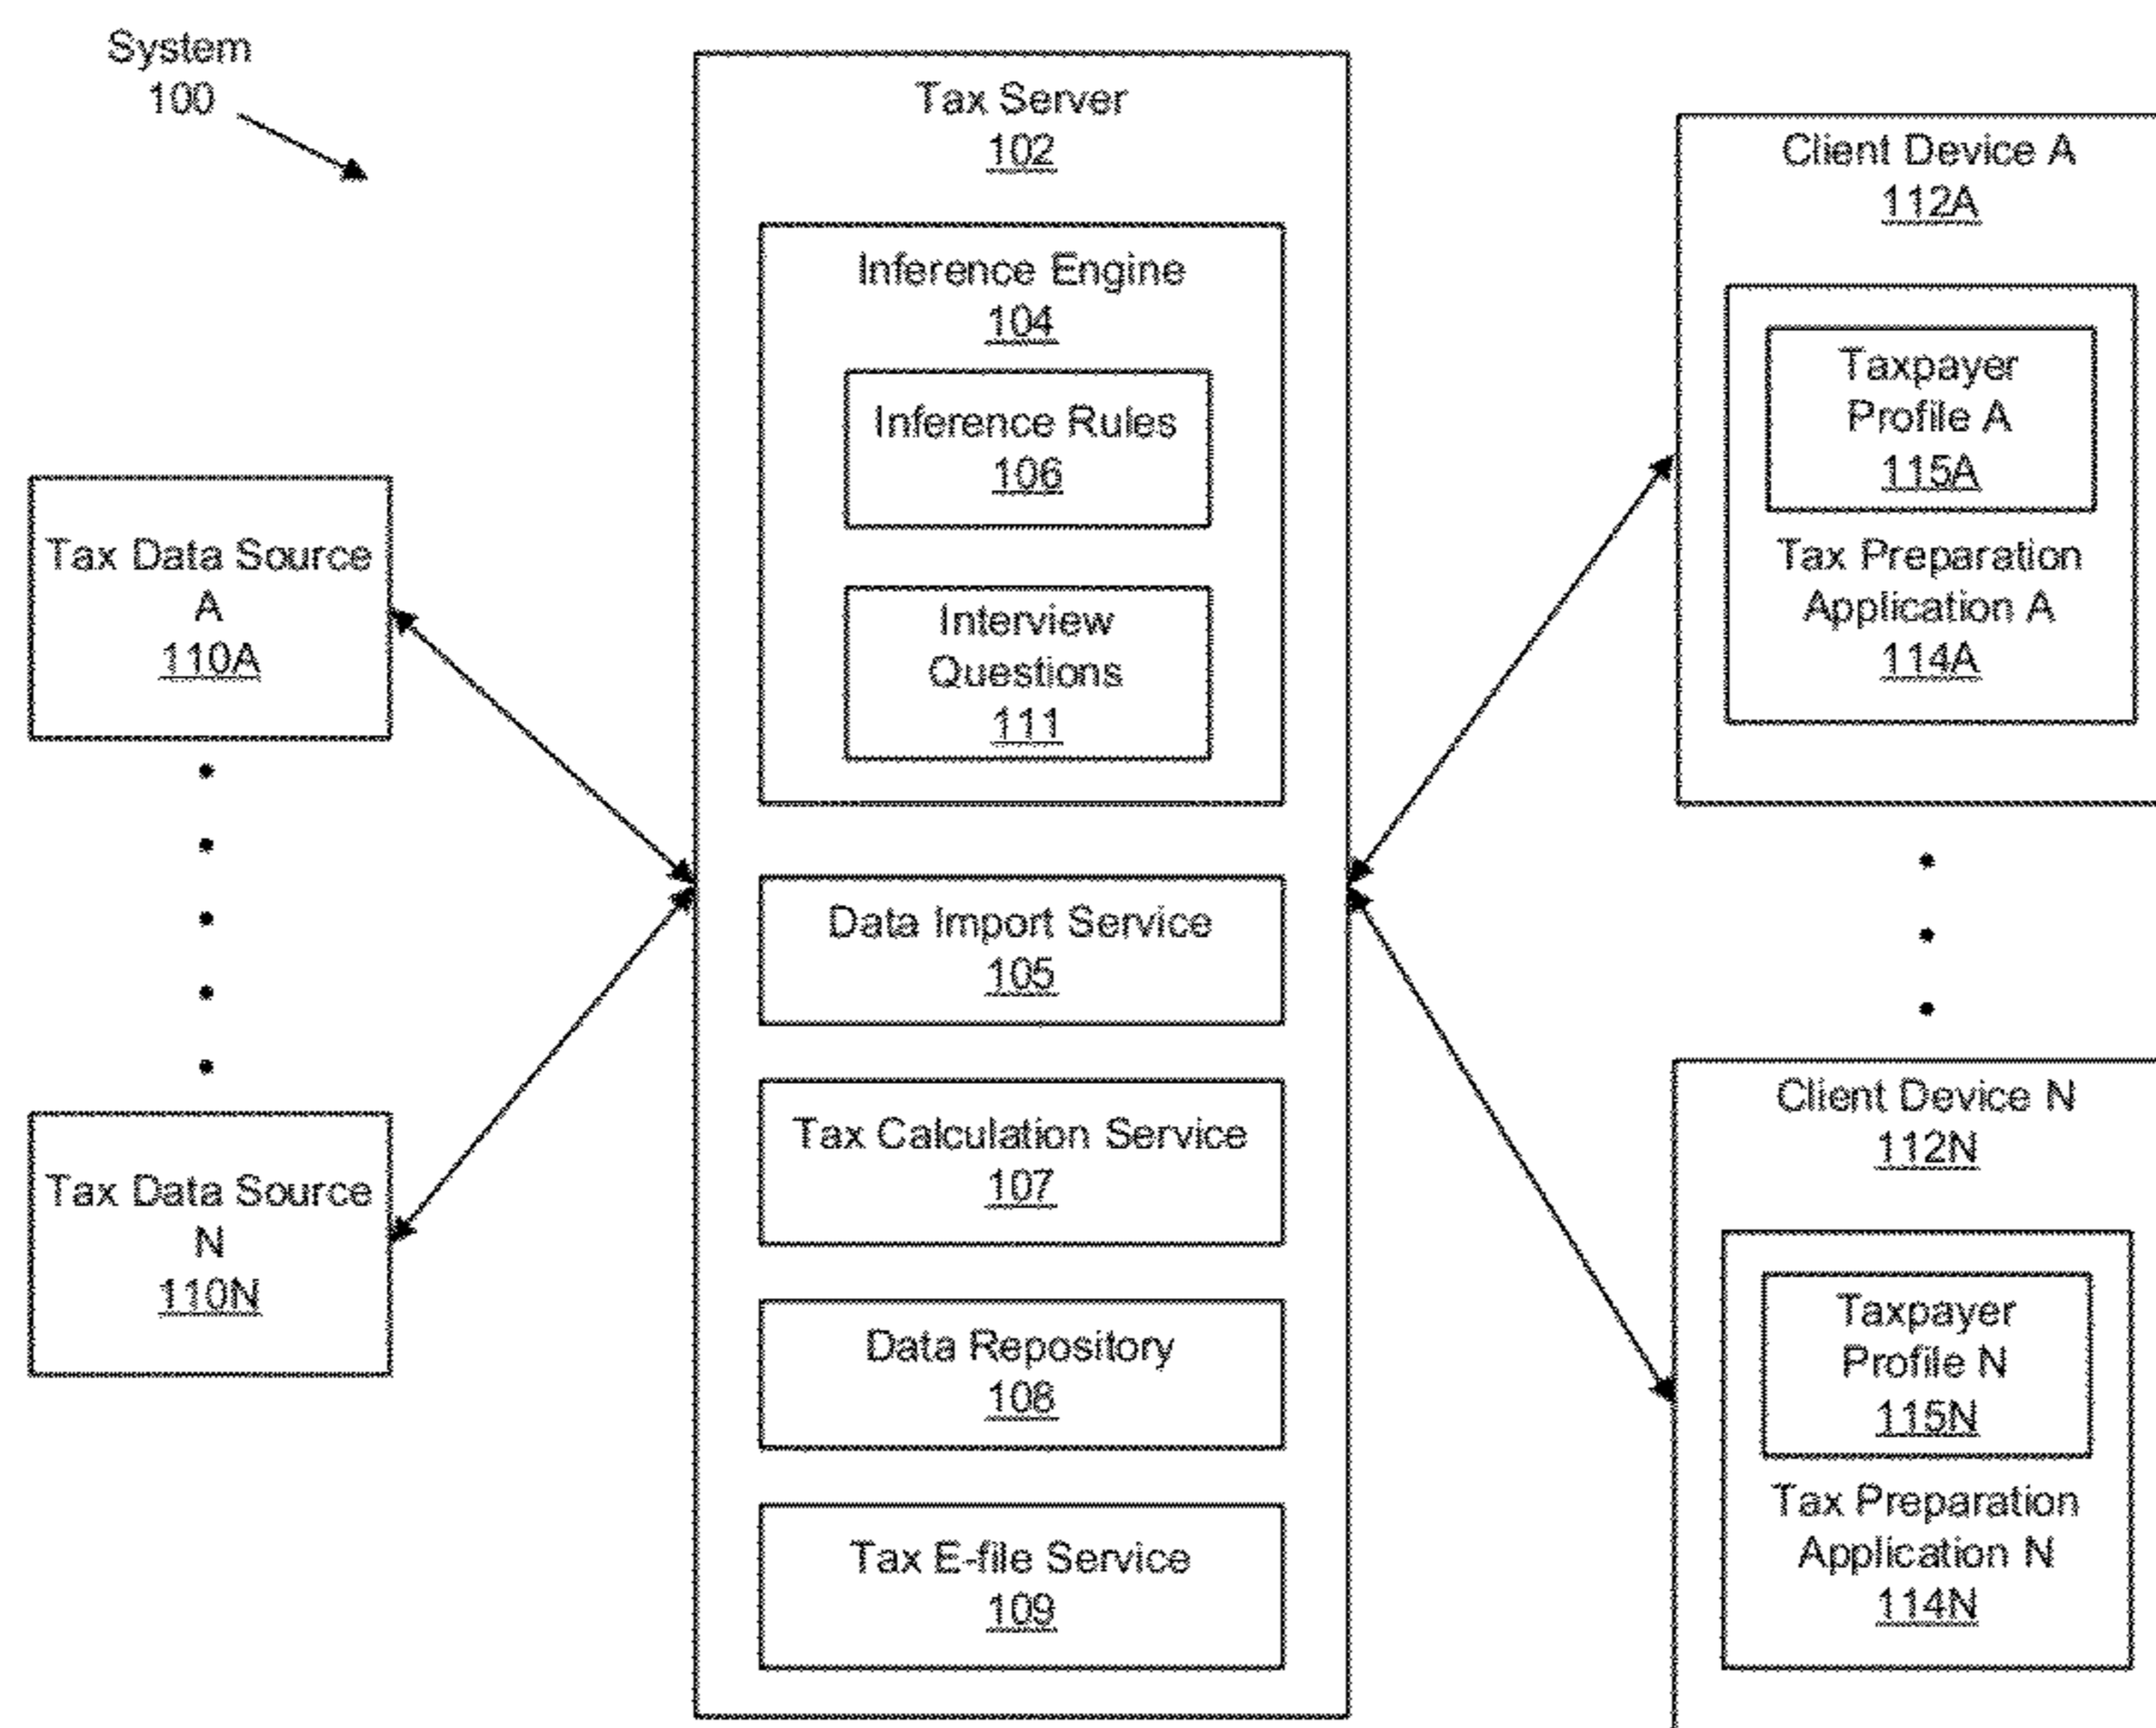 System
100
Tax Server
102
Inference Engine
104
Inference Rules
106
Interview
Questions
111
Data Import Service
105
Tax Calculation Service
107
Data Repository
108
Tax E-file Service
109
Tax Data Source
A
110A
Tax Data Source
N
110N
Client Device A
112A
Taxpayer
Profile A
115A
Tax Preparation
Application A
114A
Client Device N
112N
Taxpayer
Profile N
115N
Tax Preparation
Application N
114N